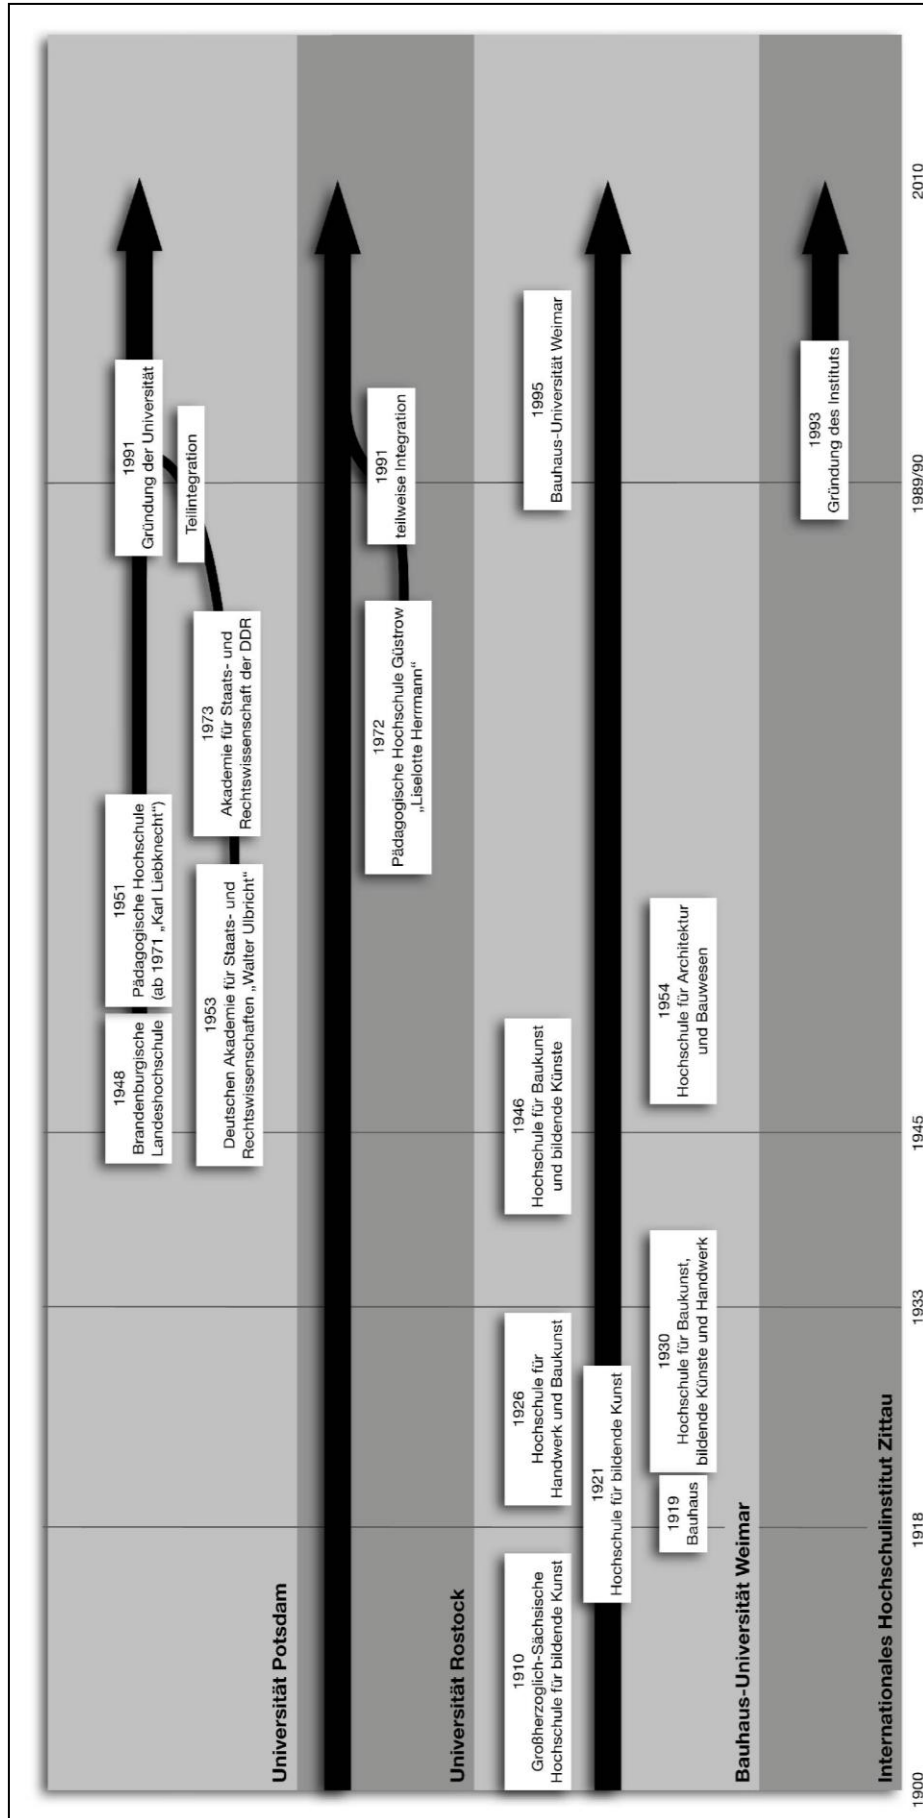 1948
Brandenburgische
Landeshochschule
1951
Pädagogische Hochschule
(ab 1971 „Karl Liebknecht“)
1991
Gründung der Universität
Teilintegration
1953
Deutschen Akademie für Staats- und
Rechtswissenschaften „Walter Ulbricht“
1973
Akademie für Staats- und
Rechtswissenschaft der DDR
Universität Potsdam
1972
Pädagogische Hochschule Güstrow
„Liselotte Herrmann“
1991
teilweise Integration
Universität Rostock
1910
Großherzoglich-Sächsische
Hochschule für bildende Kunst
1926
Hochschule für
Handwerk und Baukunst
1946
Hochschule für Baukunst
und bildende Künste
1995
Bauhaus-Universität Weimar
1921
Hochschule für bildende Kunst
1919
Bauhaus
1930
Hochschule für Baukunst,
bildende Künste und Handwerk
1954
Hochschule für Architektur
und Bauwesen
Bauhaus-Universität Weimar
1993
Gründung des Instituts
Internationales Hochschulinstitut Zittau
1900
1918
1933
1945
1989/90
2010